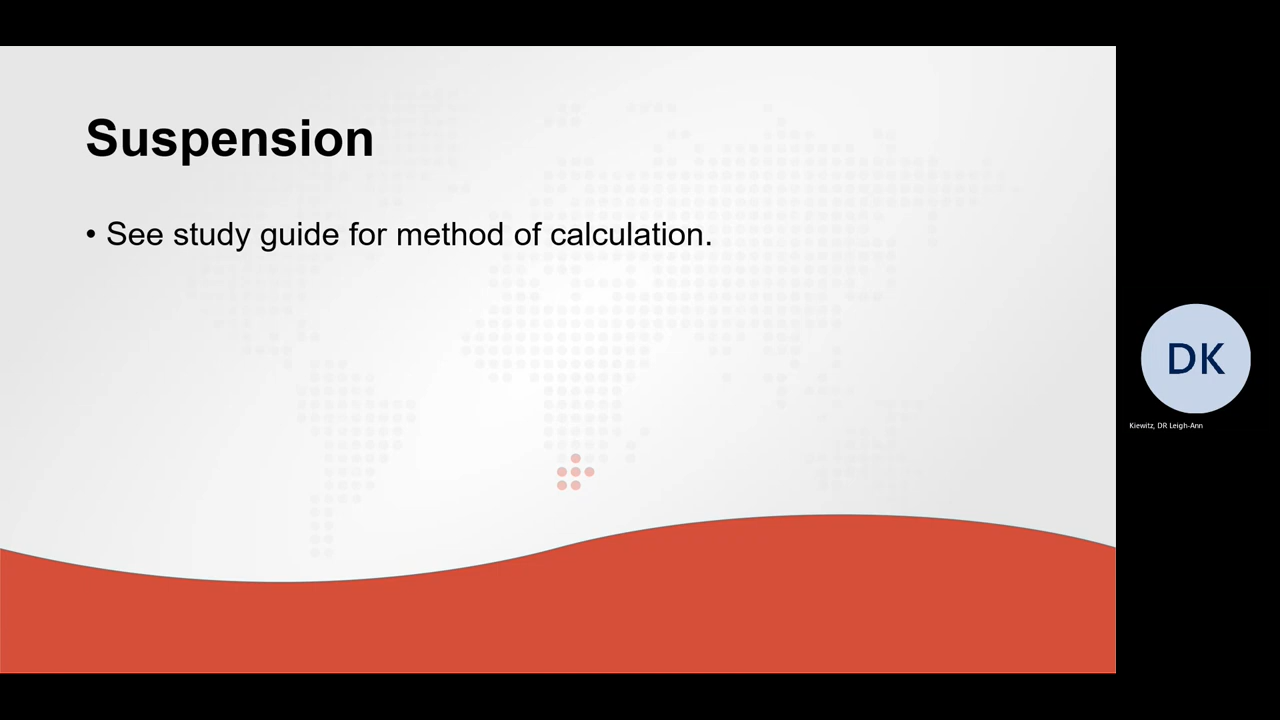 Suspension
• See study guide for method of calculation.
DK
Kiewitz, DR Leigh-Ann